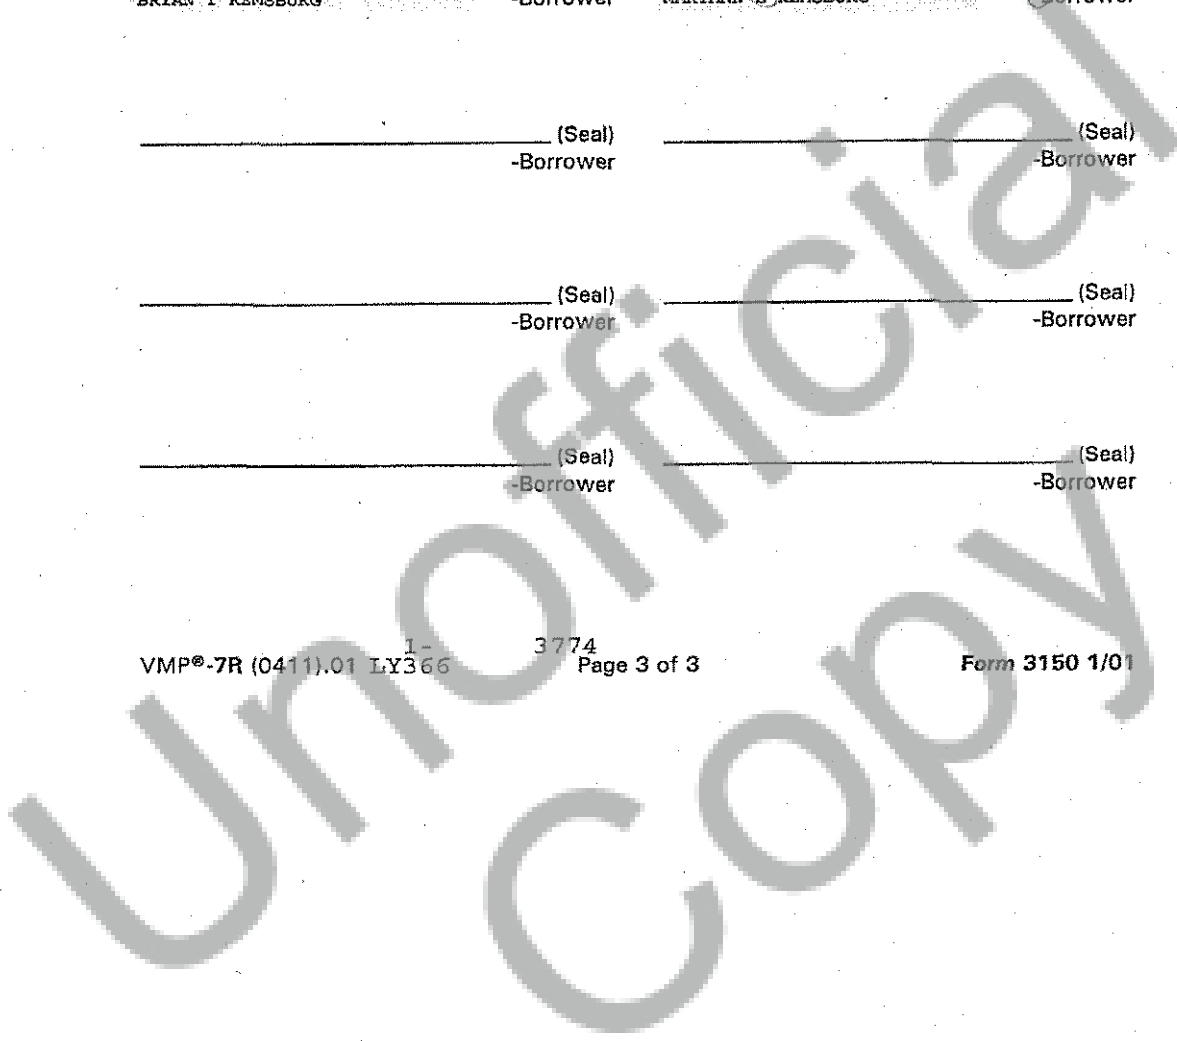 -Borrower
(Seal) (Seal)
-Borrower -Borrower
(Seal) (Seal)
-Borrower -Borrower
(Seal) (Seal)
-Borrower -Borrower
1- 3774
VMP®-7R (0411).01 LY366 Page 3 of 3 Form 3150 1/01
Unofficial
Copy